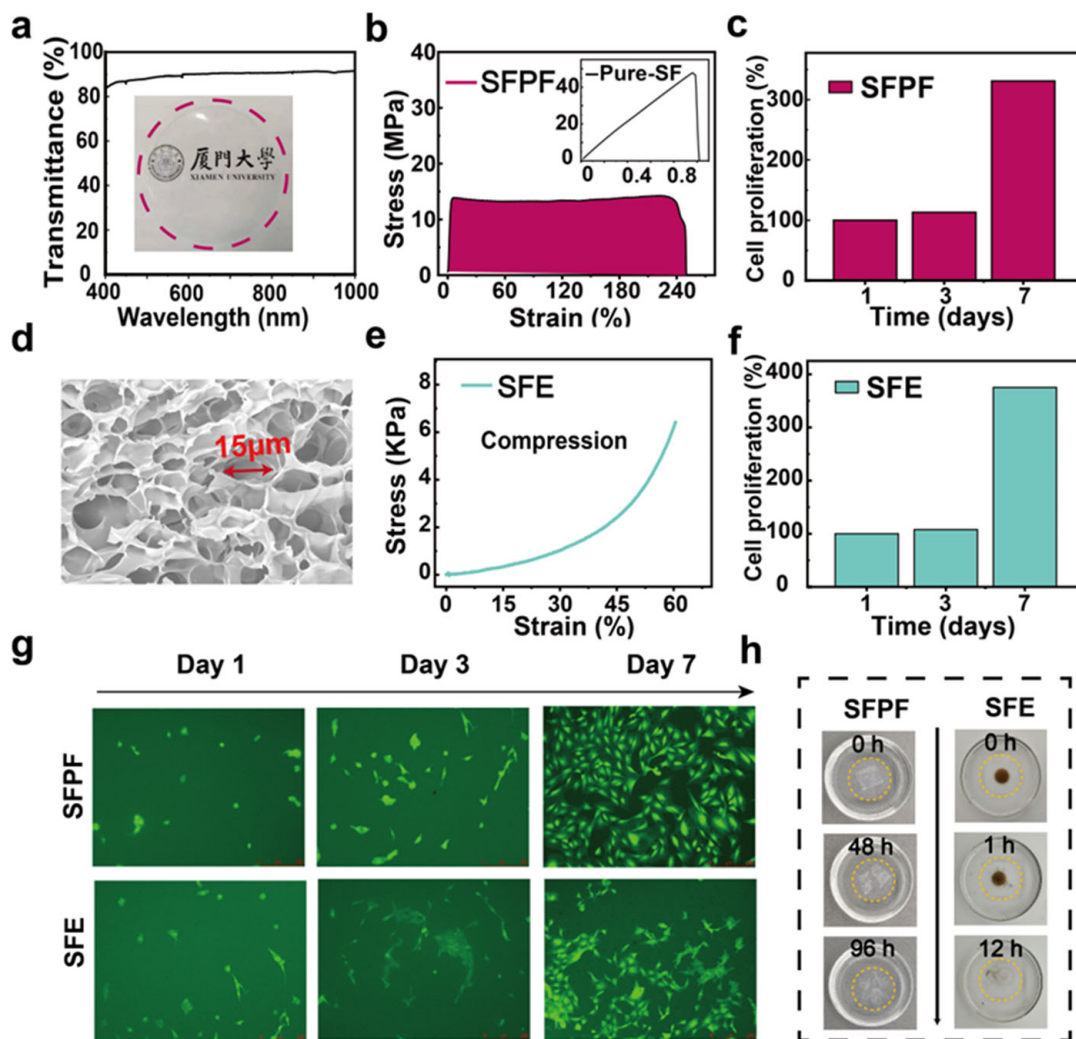 a
Transmittance (%)
100
80
60
40
20
0
400
600
800
1000
Wavelength (nm)
厦門大學
XIAMEN UNIVERSITY
b
Stress (MPa)
40
30
20
10
0
SFPF
0
60
120
180
240
Strain (%)
Pure-SF
40
20
0
0
0.4
0.8
c
Cell proliferation (%)
300
200
100
0
SFPF
1
3
7
Time (days)
d
15μm
e
Stress (KPa)
8
6
4
2
0
SFE
Compression
0
15
30
45
60
Strain (%)
f
Cell proliferation (%)
400
300
200
100
0
SFE
1
3
7
Time (days)
g
Day 1
Day 3
Day 7
SFPF
SFE
h
SFPF
SFE
0 h
0 h
48 h
1 h
96 h
12 h